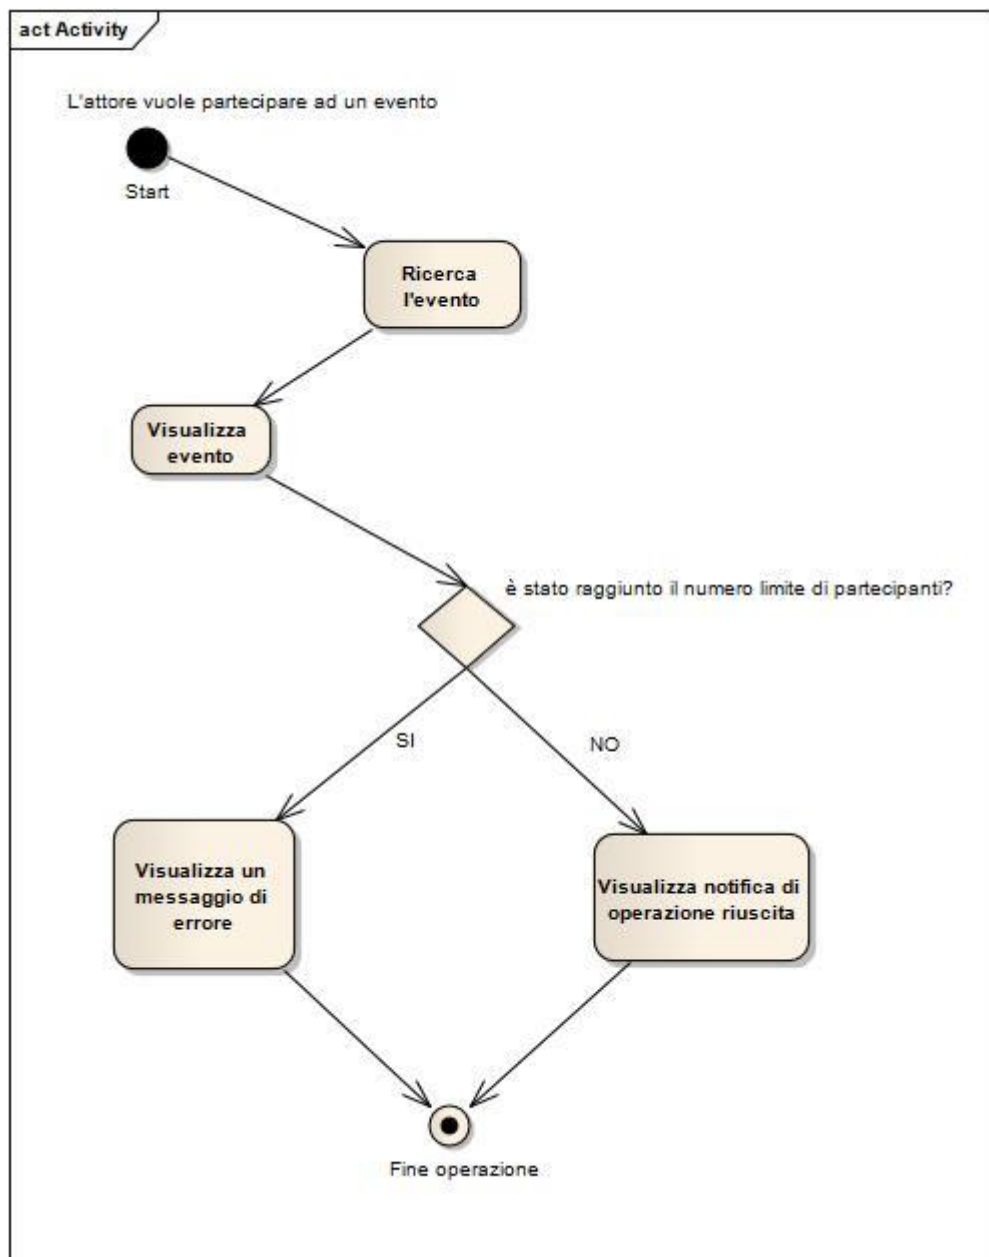 act Activity
L'attore vuole partecipare ad un evento
Start
Ricerca
l'evento
Visualizza
evento
è stato raggiunto il numero limite di partecipanti?
SI
NO
Visualizza un
messaggio di
errore
Visualizza notifica di
operazione riuscita
Fine operazione